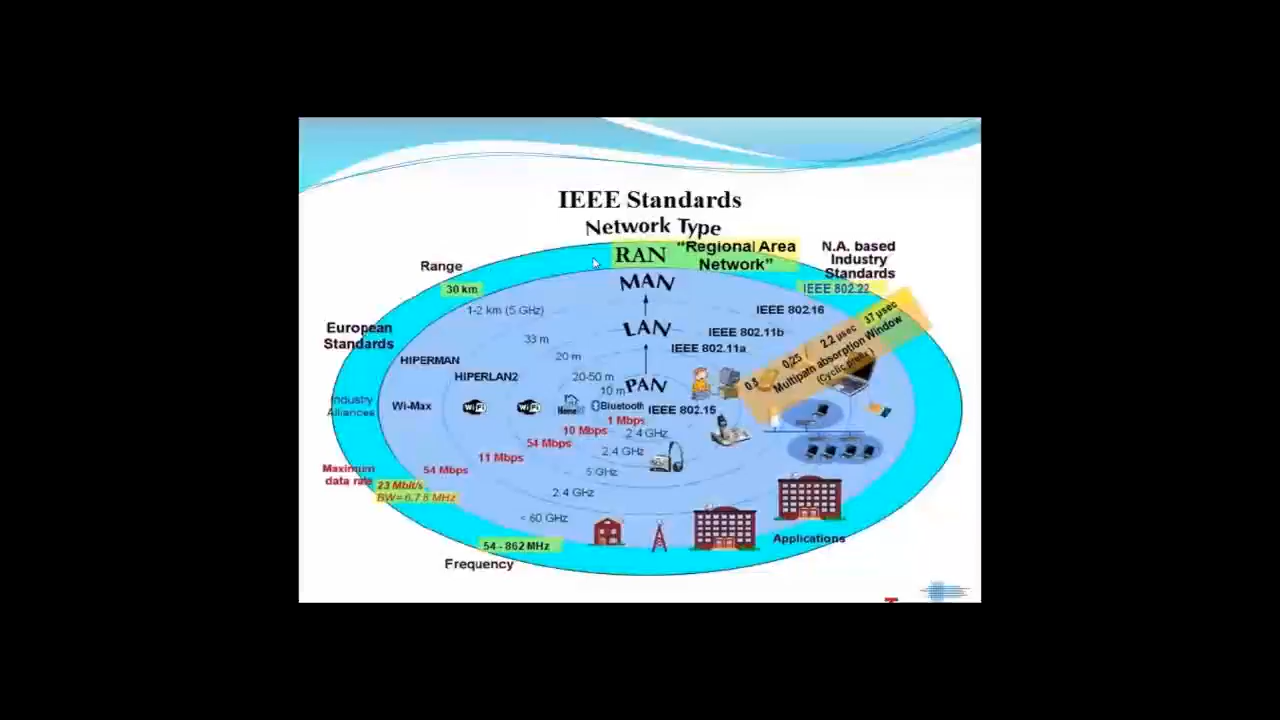 IEEE Standards
Network Type
RAN
"Regional Area
Network"
N.A. based
Industry
Standards
IEEE 802.22
Range
30 km
MAN
1-2 km (5 GHz)
IEEE 802.16
37 µsec
European
Standards
LAN
IEEE 802.11b
33 m
IEEE 802.11a
2.2 µsec
20 m
0,25
Multipath absorption Window
(Cyclic prefix)
HIPERMAN
HIPERLAN2
20-50 m
PAN
10 m
Industry
Alliances
Wi-Max
WiFi
WiFi
Bluetooth
IEEE 802.15
1 Mbps
10 Mbps
2.4 GHz
54 Mbps
2.4 GHz
11 Mbps
54 Mbps
5 GHz
Maximum
data rate
23 Mbit/s
BW= 6,7,8 MHz
2.4 GHz
< 60 GHz
Applications
54 - 862 MHz
Frequency